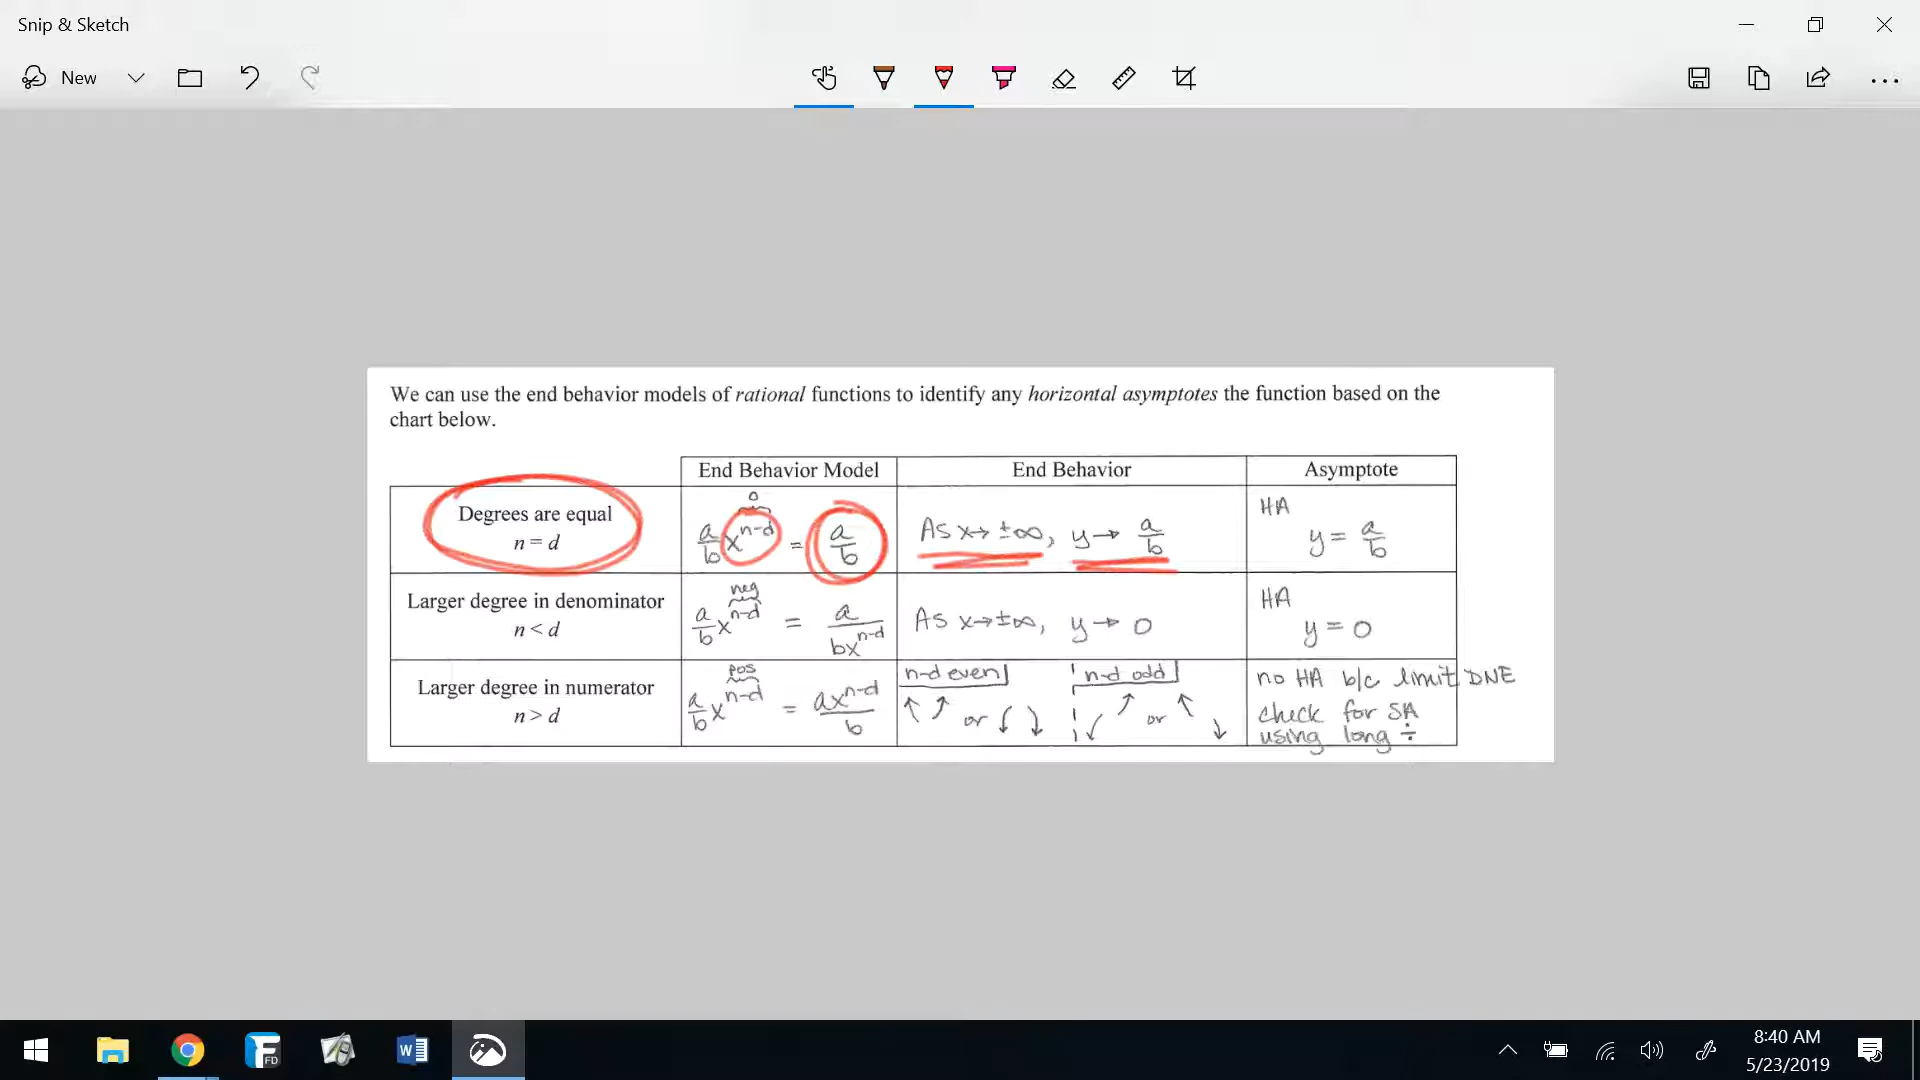 Snip & Sketch
New
We can use the end behavior models of rational functions to identify any horizontal asymptotes the function based on the
chart below.
End Behavior Model End Behavior Asymptote
Degrees are equal
n = d
0
a/b x^(n-d) = a/b
As x→ ±∞, y→ a/b
HA
y = a/b
Larger degree in denominator
n < d
neg
a/b x^(n-d) = a/(bx^(n-d))
As x→±∞, y→ 0
HA
y = 0
Larger degree in numerator
n > d
pos
a/b x^(n-d) = ax^(n-d)/b
n-d even n-d odd
↑ ↗ or ↙ ↘ ↙ ↗ or ↖ ↘
no HA b/c limit DNE
check for SA
using long ÷
FD
W
8:40 AM
5/23/2019